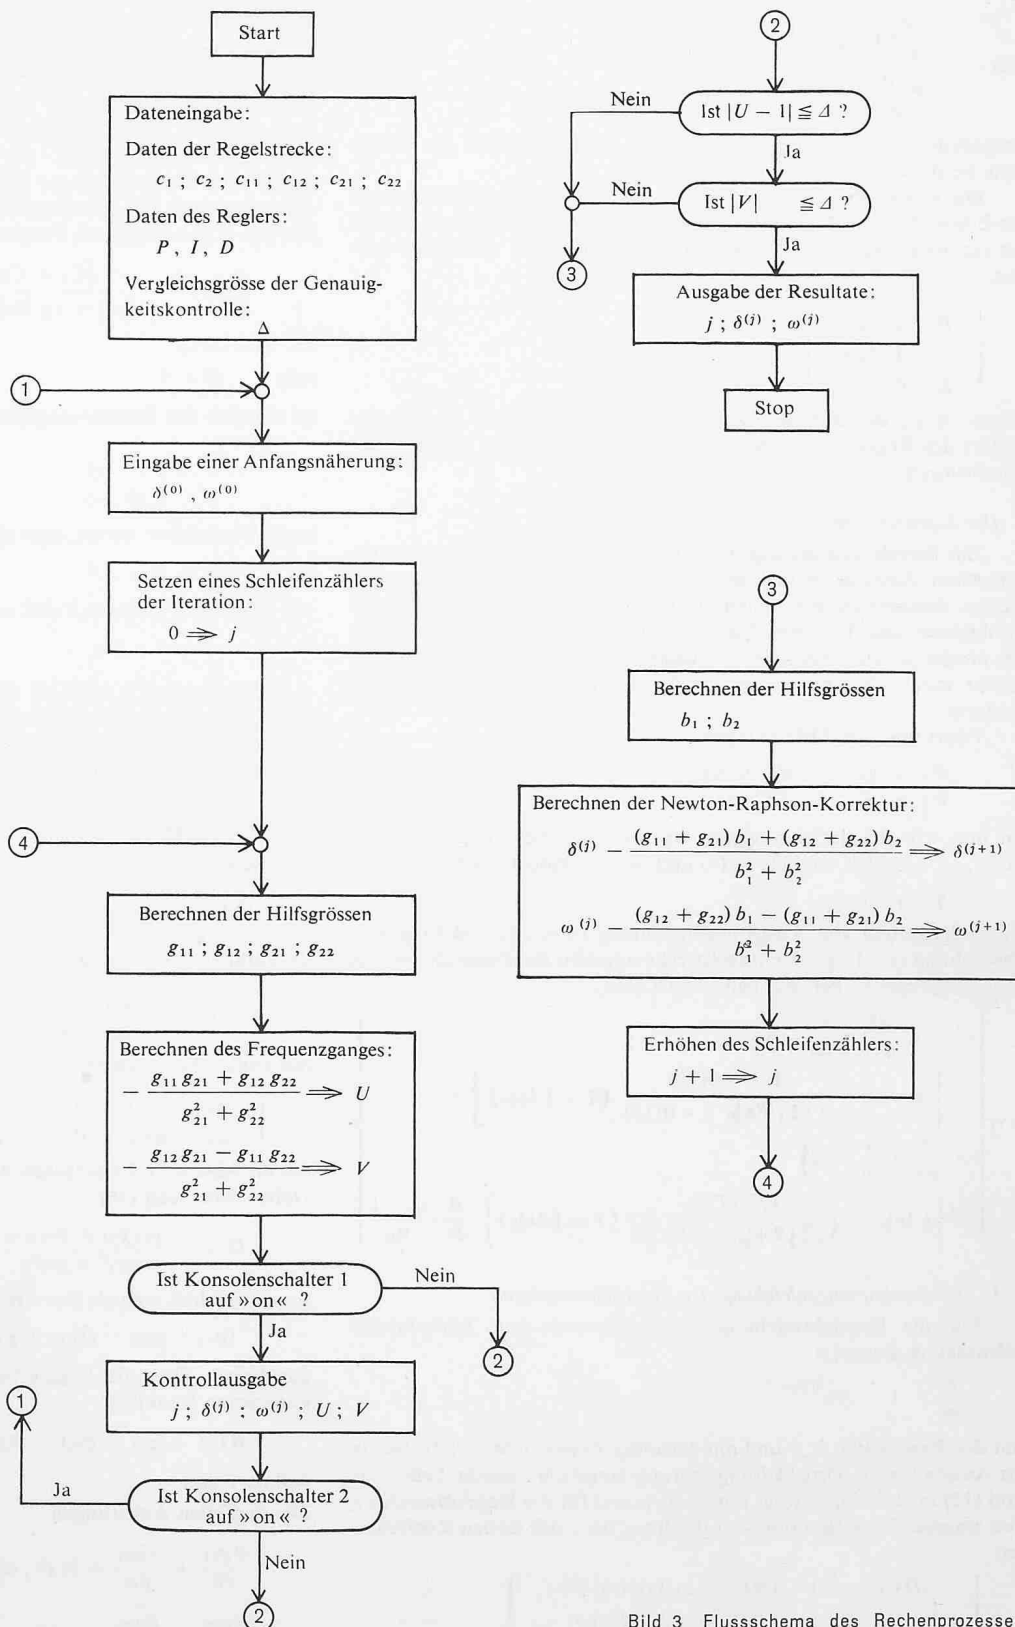 Start
Dateneingabe:
Daten der Regelstrecke:
c₁ ; c₂ ; c₁₁ ; c₁₂ ; c₂₁ ; c₂₂
Daten des Reglers:
P , I , D
Vergleichsgrösse der Genauig-
keitskontrolle:
Δ
1
Eingabe einer Anfangsnäherung:
δ⁽⁰⁾ , ω⁽⁰⁾
Setzen eines Schleifenzählers
der Iteration:
0 ⇒ j
4
Berechnen der Hilfsgrössen
g₁₁ ; g₁₂ ; g₂₁ ; g₂₂
Berechnen des Frequenzganges:
− (g₁₁ g₂₁ + g₁₂ g₂₂) / (g₂₁² + g₂₂²) ⇒ U
− (g₁₂ g₂₁ − g₁₁ g₂₂) / (g₂₁² + g₂₂²) ⇒ V
Ist Konsolenschalter 1
auf »on« ?
Nein
2
Ja
Kontrollausgabe
j ; δ⁽ʲ⁾ ; ω⁽ʲ⁾ ; U ; V
1
Ja
Ist Konsolenschalter 2
auf »on« ?
Nein
2
2
Nein
Ist |U − 1| ≦ Δ ?
Ja
Nein
Ist |V| ≦ Δ ?
Ja
3
Ausgabe der Resultate:
j ; δ⁽ʲ⁾ ; ω⁽ʲ⁾
Stop
3
Berechnen der Hilfsgrössen
b₁ ; b₂
Berechnen der Newton-Raphson-Korrektur:
δ⁽ʲ⁾ − ((g₁₁ + g₂₁) b₁ + (g₁₂ + g₂₂) b₂) / (b₁² + b₂²) ⇒ δ⁽ʲ⁺¹⁾
ω⁽ʲ⁾ − ((g₁₂ + g₂₂) b₁ − (g₁₁ + g₂₁) b₂) / (b₁² + b₂²) ⇒ ω⁽ʲ⁺¹⁾
Erhöhen des Schleifenzählers:
j + 1 ⇒ j
4
Bild 3 Flussschema des Rechenprozesse